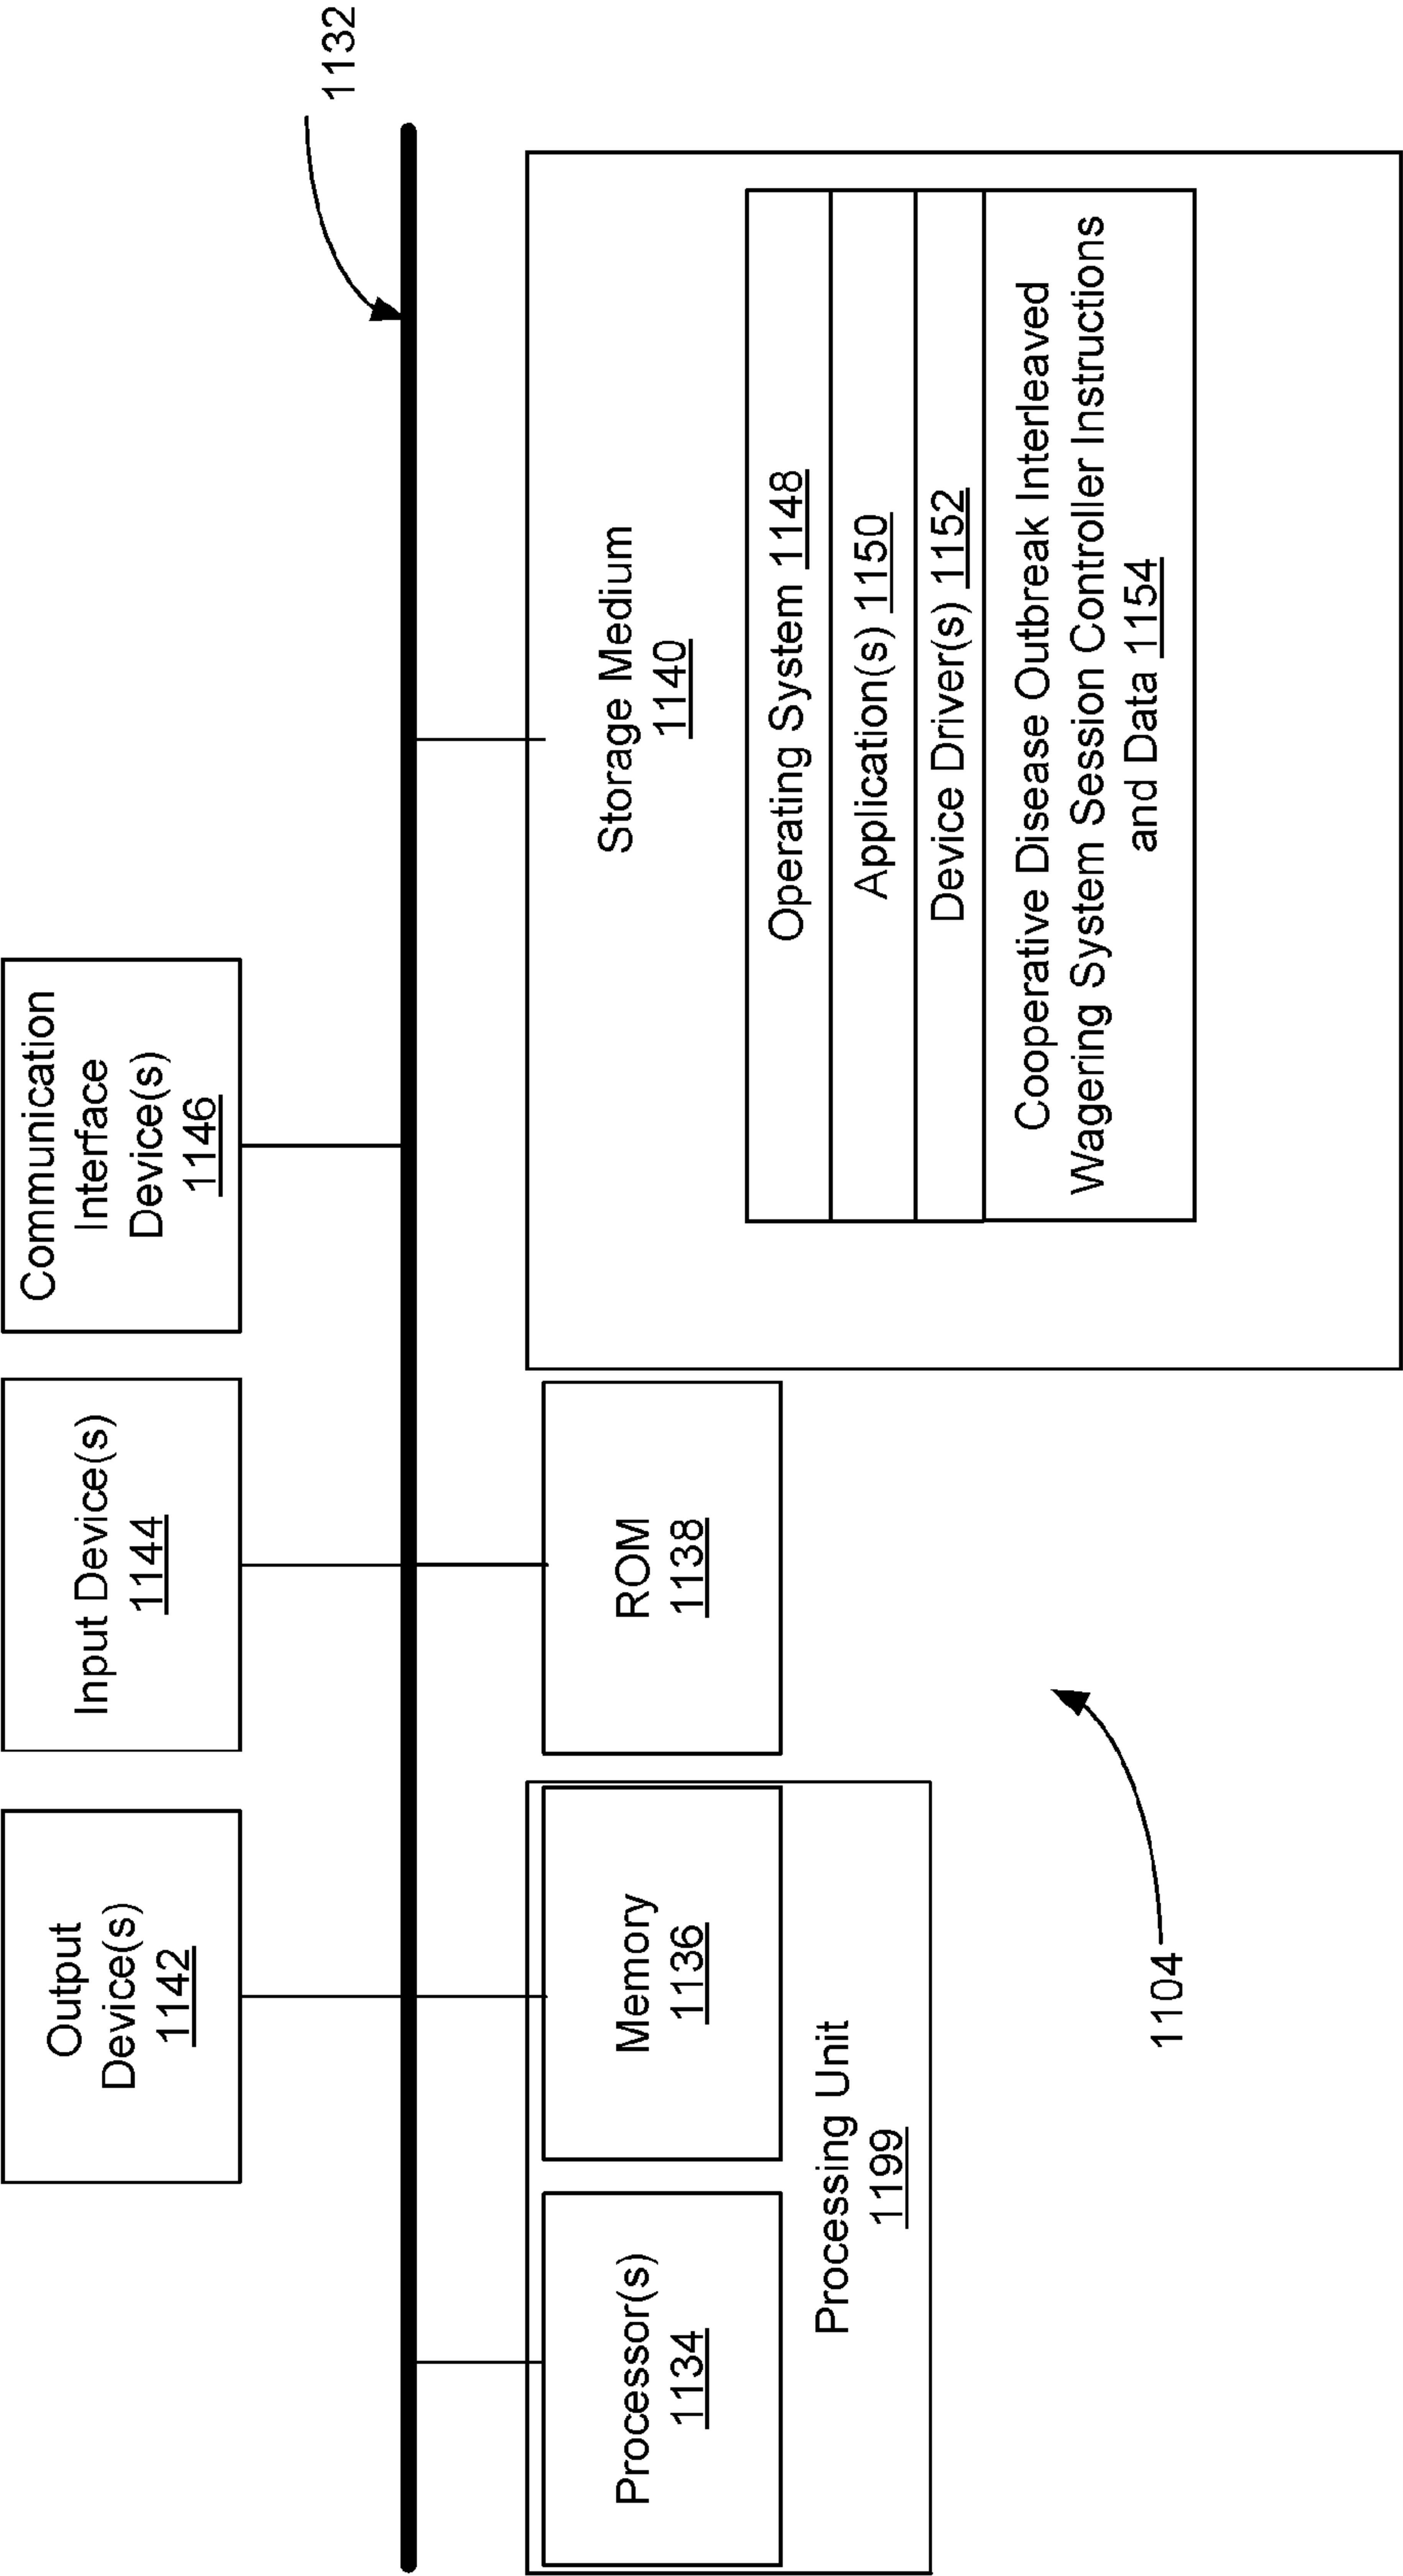 1132
Output
Device(s)
1142
Input Device(s)
1144
Communication
Interface
Device(s)
1146
Processor(s)
1134
Memory
1136
Processing Unit
1199
ROM
1138
Storage Medium
1140
Operating System 1148
Application(s) 1150
Device Driver(s) 1152
Cooperative Disease Outbreak Interleaved
Wagering System Session Controller Instructions
and Data 1154
1104